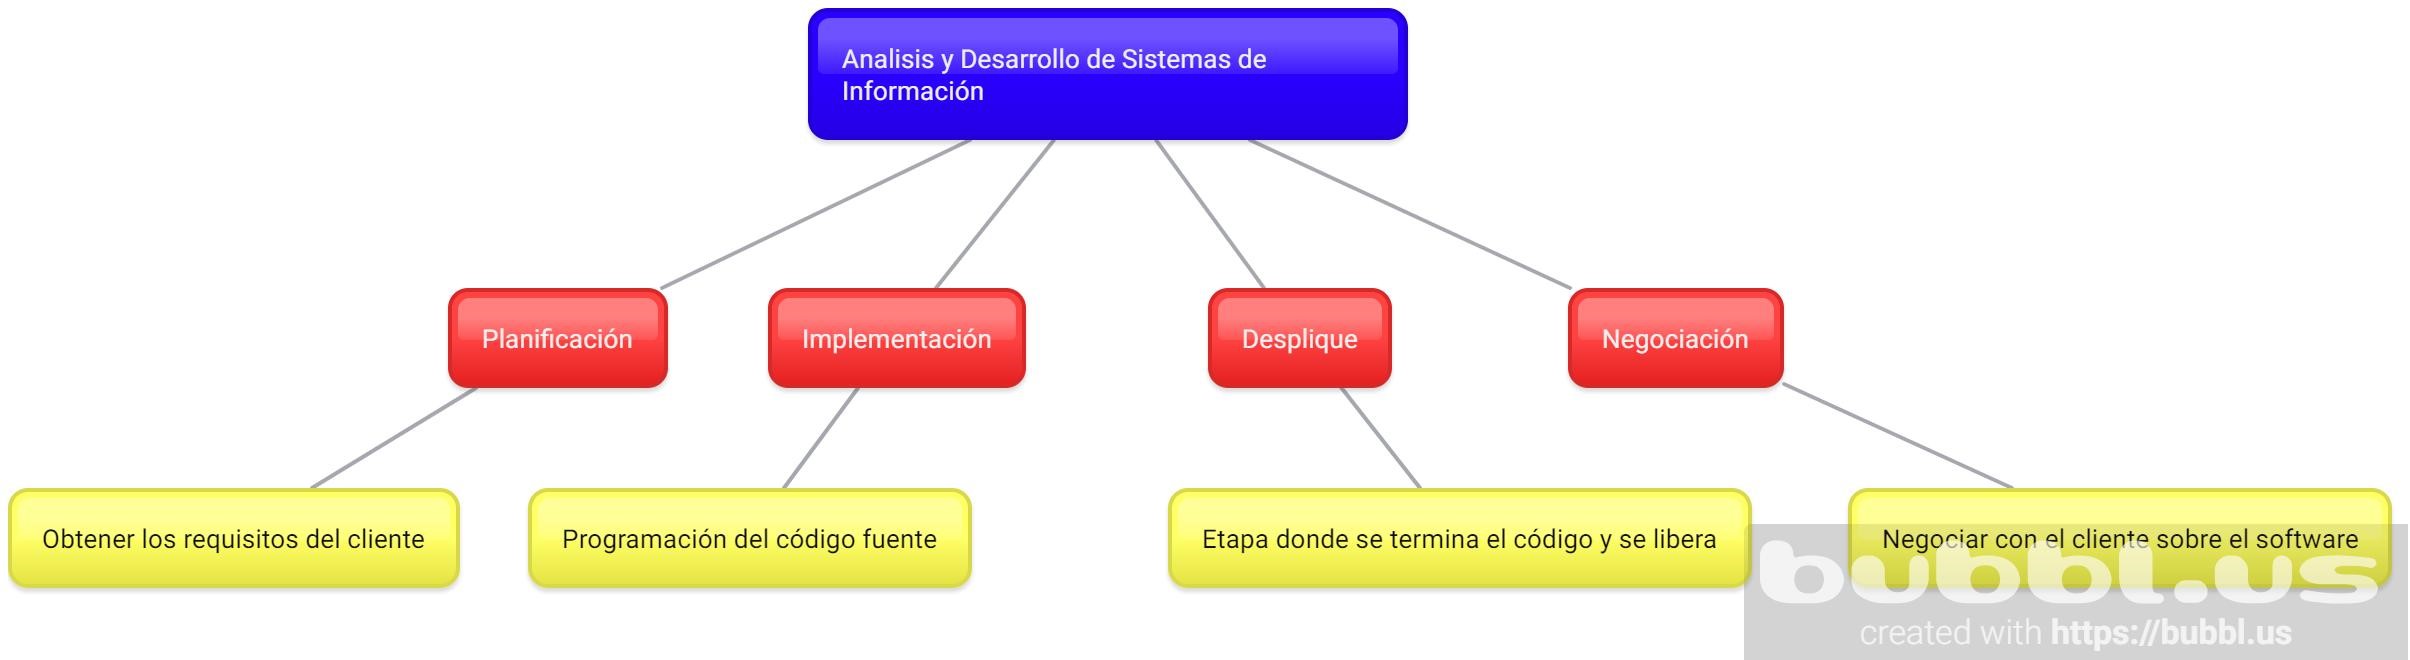 Analisis y Desarrollo de Sistemas de
Información
Planificación
Implementación
Desplique
Negociación
Obtener los requisitos del cliente
Programación del código fuente
Etapa donde se termina el código y se libera
Negociar con el cliente sobre el software
bubbl.us
created with https://bubbl.us